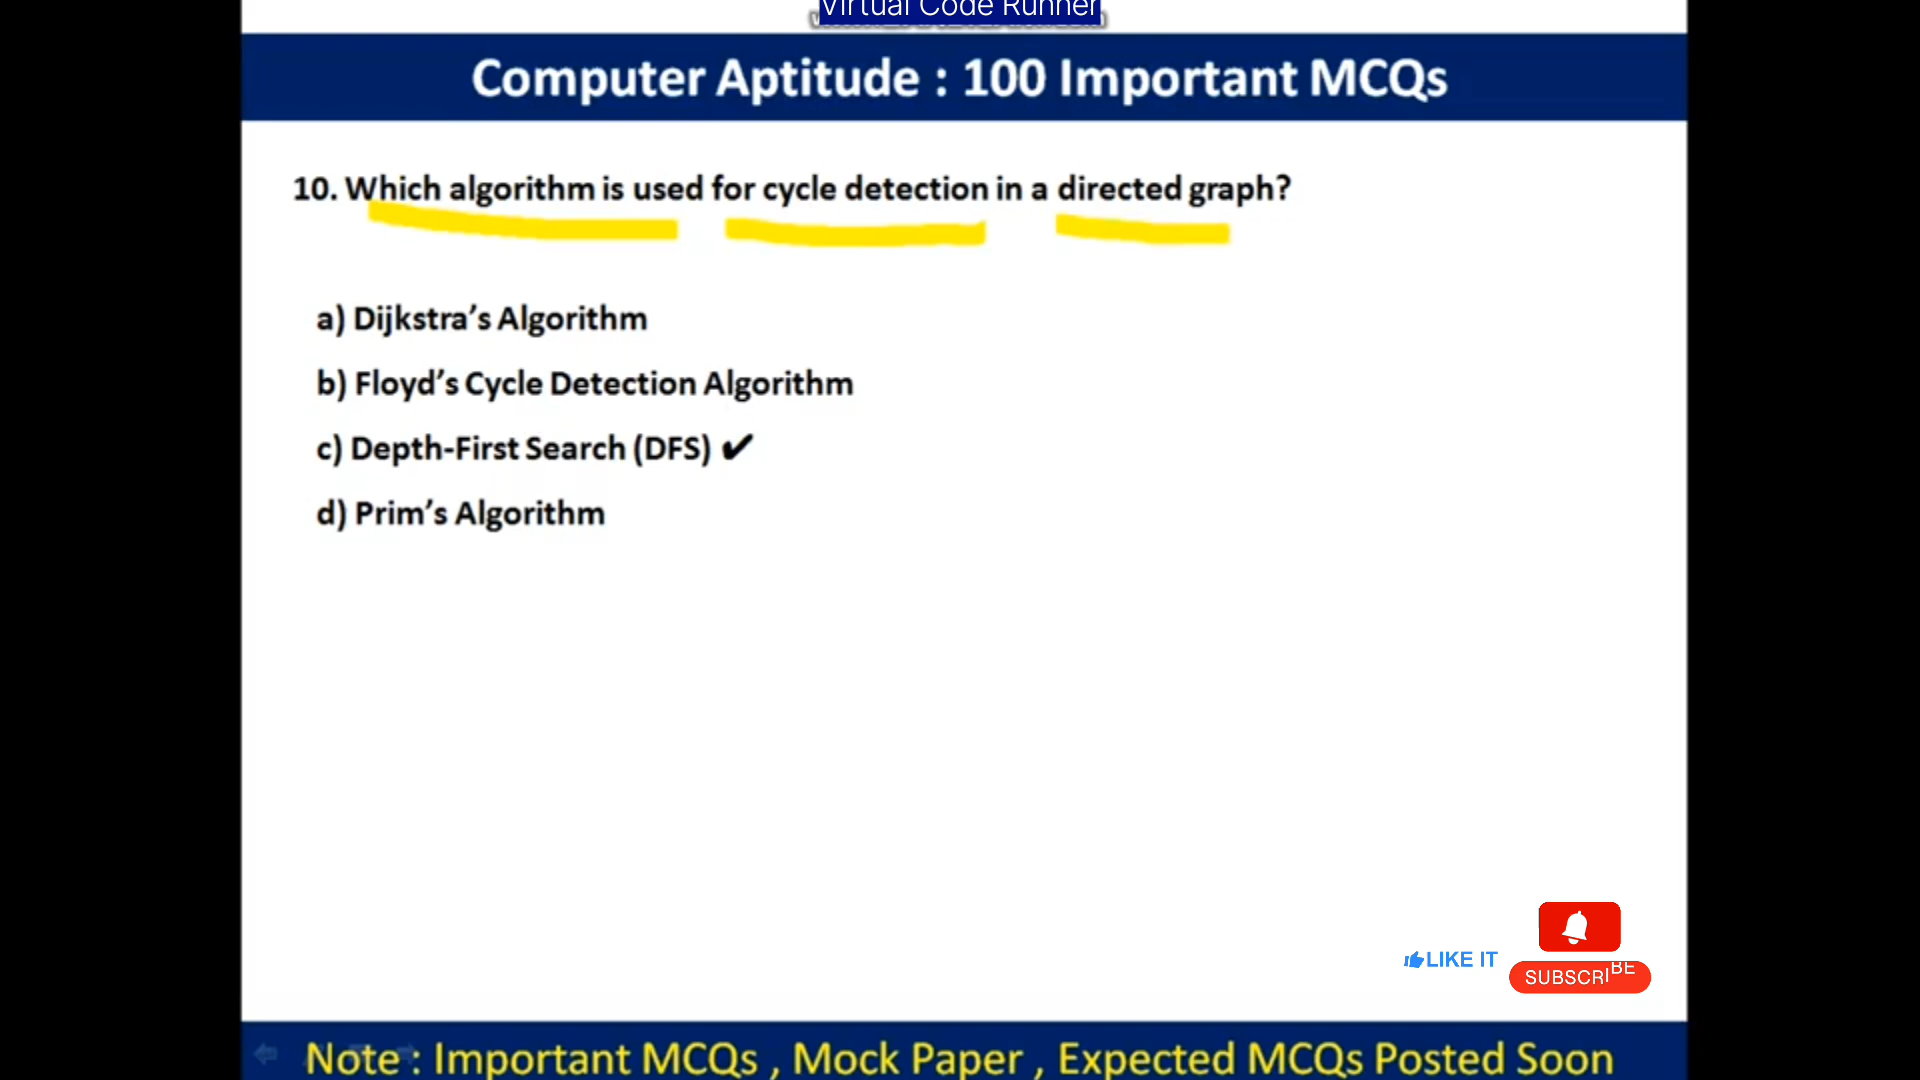 Virtual Code Runner
Computer Aptitude : 100 Important MCQs
10. Which algorithm is used for cycle detection in a directed graph?
a) Dijkstra’s Algorithm
b) Floyd’s Cycle Detection Algorithm
c) Depth-First Search (DFS) ✔
d) Prim’s Algorithm
LIKE IT
SUBSCRIBE
Note : Important MCQs , Mock Paper , Expected MCQs Posted Soon